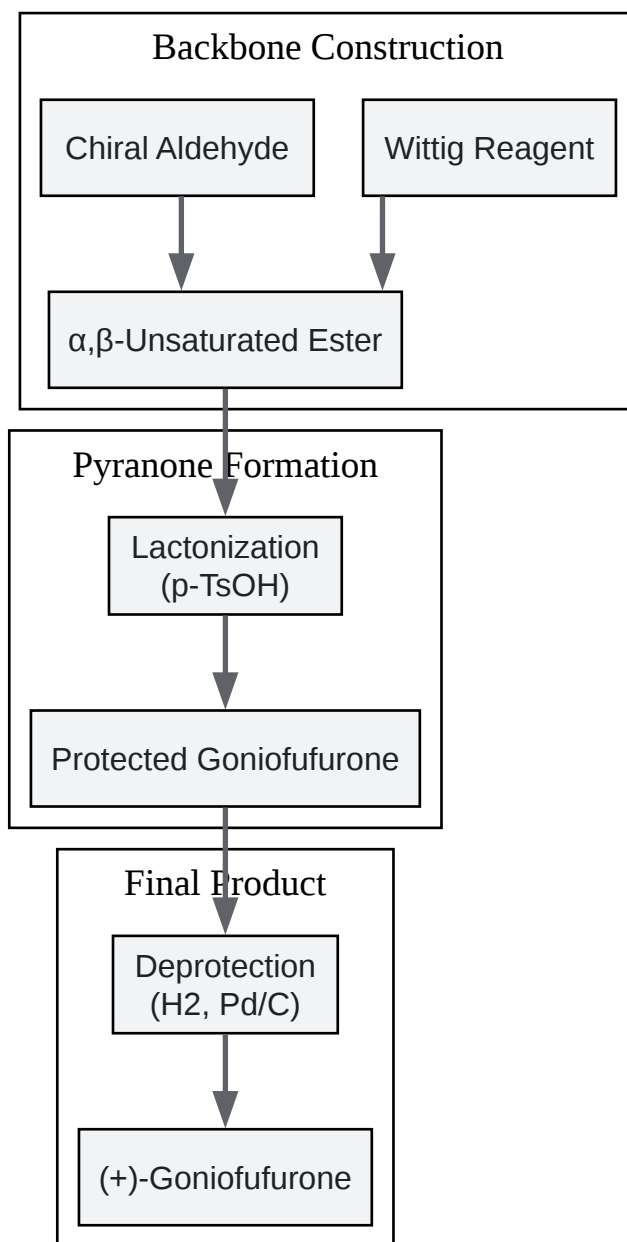 Backbone Construction
Chiral Aldehyde
Wittig Reagent
α,β-Unsaturated Ester
Pyranone Formation
Lactonization
(p-TsOH)
Protected Goniofufurone
Final Product
Deprotection
(H2, Pd/C)
(+)-Goniofufurone